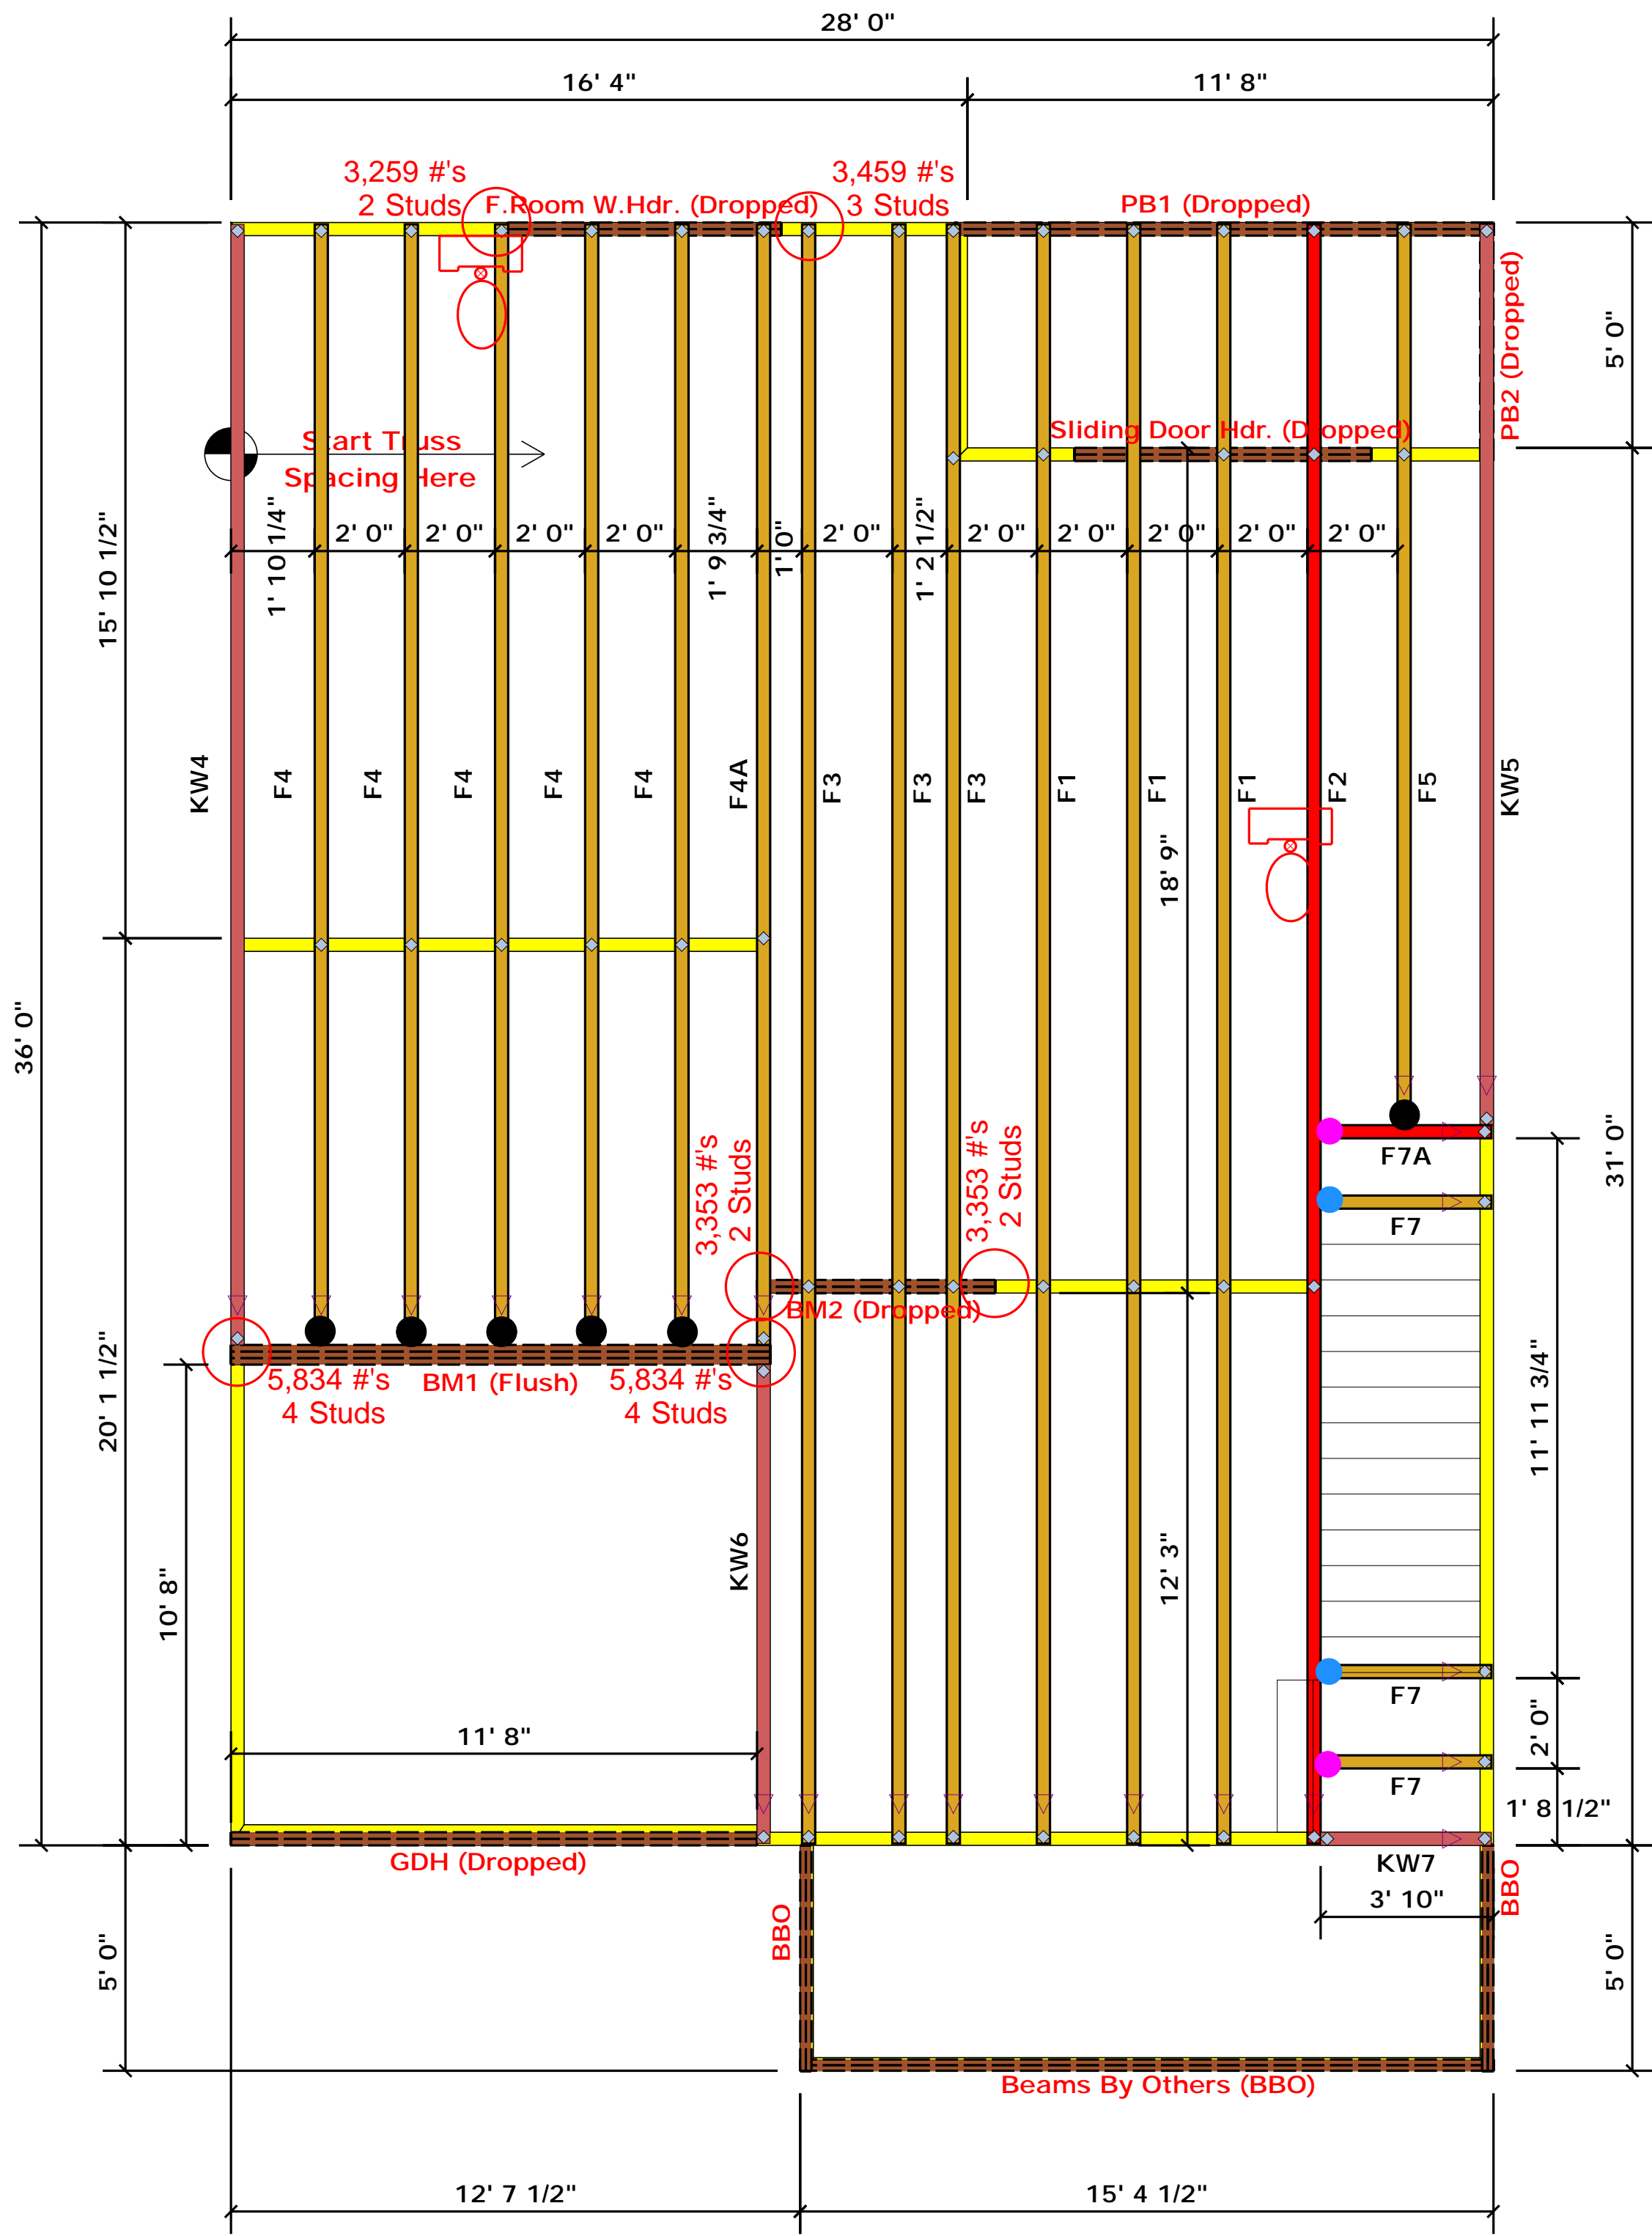 28' 0"
16' 4"
11' 8"
3,259 #'s
2 Studs
F.Room W.Hdr. (Dropped)
3,459 #'s
3 Studs
PB1 (Dropped)
PB2 (Dropped)
5' 0"
Sliding Door Hdr. (Dropped)
Start Truss
Spacing Here
15' 10 1/2"
1' 10 1/4"
2' 0"
2' 0"
2' 0"
2' 0"
1' 9 3/4"
1' 0"
2' 0"
1' 2 1/2"
2' 0"
2' 0"
2' 0"
2' 0"
2' 0"
KW4
F4
F4
F4
F4
F4
F4A
F3
F3
F3
F1
F1
F1
F2
F5
KW5
18' 9"
36' 0"
31' 0"
3,353 #'s
2 Studs
3,353 #'s
2 Studs
F7A
F7
BM2 (Dropped)
5,834 #'s
4 Studs
BM1 (Flush)
5,834 #'s
4 Studs
20' 1 1/2"
11' 11 3/4"
10' 8"
KW6
12' 3"
F7
2' 0"
11' 8"
F7
1' 8 1/2"
GDH (Dropped)
KW7
3' 10"
BBO
BBO
5' 0"
5' 0"
Beams By Others (BBO)
12' 7 1/2"
15' 4 1/2"